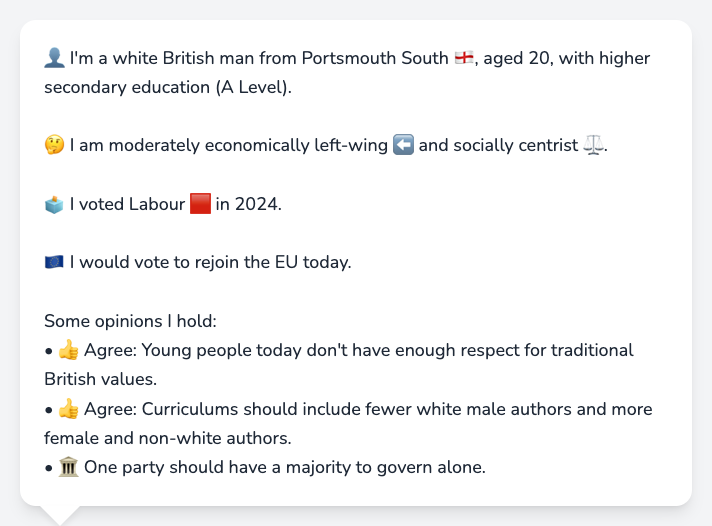 👤 I'm a white British man from Portsmouth South 🏴󠁧󠁢󠁥󠁮󠁧󠁿, aged 20, with higher
secondary education (A Level).
🤔 I am moderately economically left-wing ⬅️ and socially centrist ⚖️.
🗳️ I voted Labour 🟥 in 2024.
🇪🇺 I would vote to rejoin the EU today.
Some opinions I hold:
• 👍 Agree: Young people today don't have enough respect for traditional
British values.
• 👍 Agree: Curriculums should include fewer white male authors and more
female and non-white authors.
• 🏛️ One party should have a majority to govern alone.